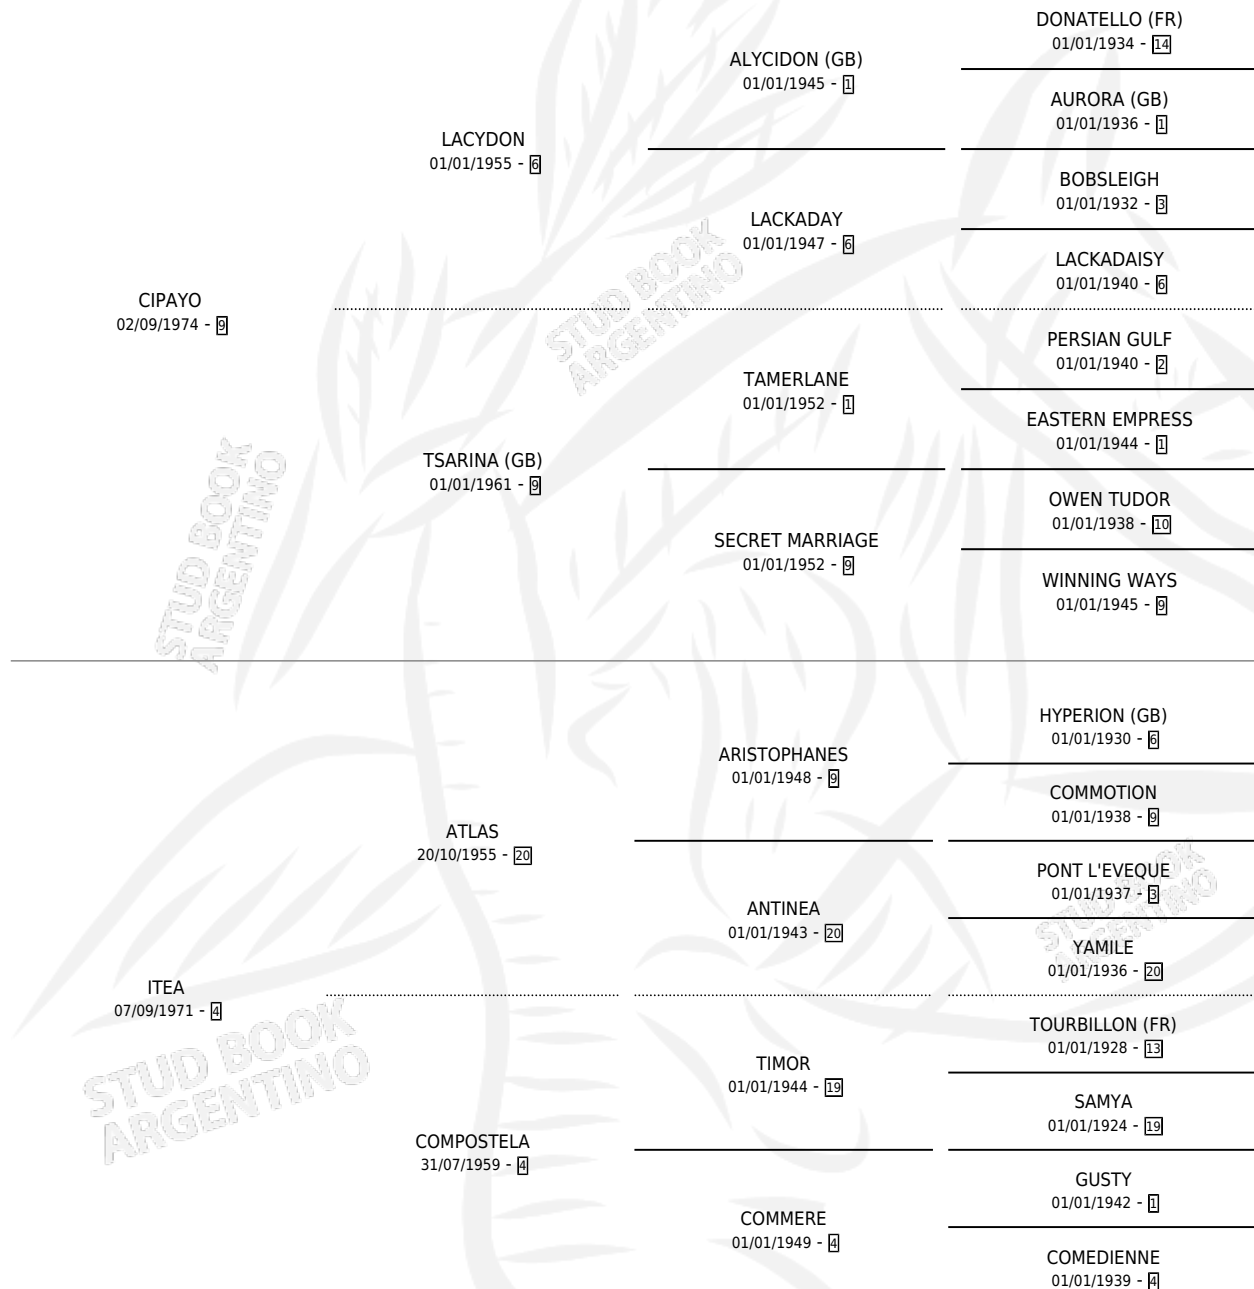 DONATELLO (FR)
01/01/1934 - 14
ALYCIDON (GB)
01/01/1945 - 1
AURORA (GB)
01/01/1936 - 1
LACYDON
01/01/1955 - 6
BOBSLEIGH
01/01/1932 - 3
LACKADAY
01/01/1947 - 6
LACKADAISY
01/01/1940 - 6
CIPAYO
02/09/1974 - 9
PERSIAN GULF
01/01/1940 - 2
TAMERLANE
01/01/1952 - 1
EASTERN EMPRESS
01/01/1944 - 1
TSARINA (GB)
01/01/1961 - 9
OWEN TUDOR
01/01/1938 - 10
SECRET MARRIAGE
01/01/1952 - 9
WINNING WAYS
01/01/1945 - 9
HYPERION (GB)
01/01/1930 - 6
ARISTOPHANES
01/01/1948 - 9
COMMOTION
01/01/1938 - 9
ATLAS
20/10/1955 - 20
PONT L'EVEQUE
01/01/1937 - 3
ANTINEA
01/01/1943 - 20
YAMILE
01/01/1936 - 20
ITEA
07/09/1971 - 4
TOURBILLON (FR)
01/01/1928 - 13
TIMOR
01/01/1944 - 19
SAMYA
01/01/1924 - 19
COMPOSTELA
31/07/1959 - 4
GUSTY
01/01/1942 - 1
COMMERE
01/01/1949 - 4
COMEDIENNE
01/01/1939 - 4
STUD BOOK
ARGENTINO
STUD BOOK
ARGENTINO
STUD BOOK
ARGENTINO
STUD BOOK
ARGENTINO